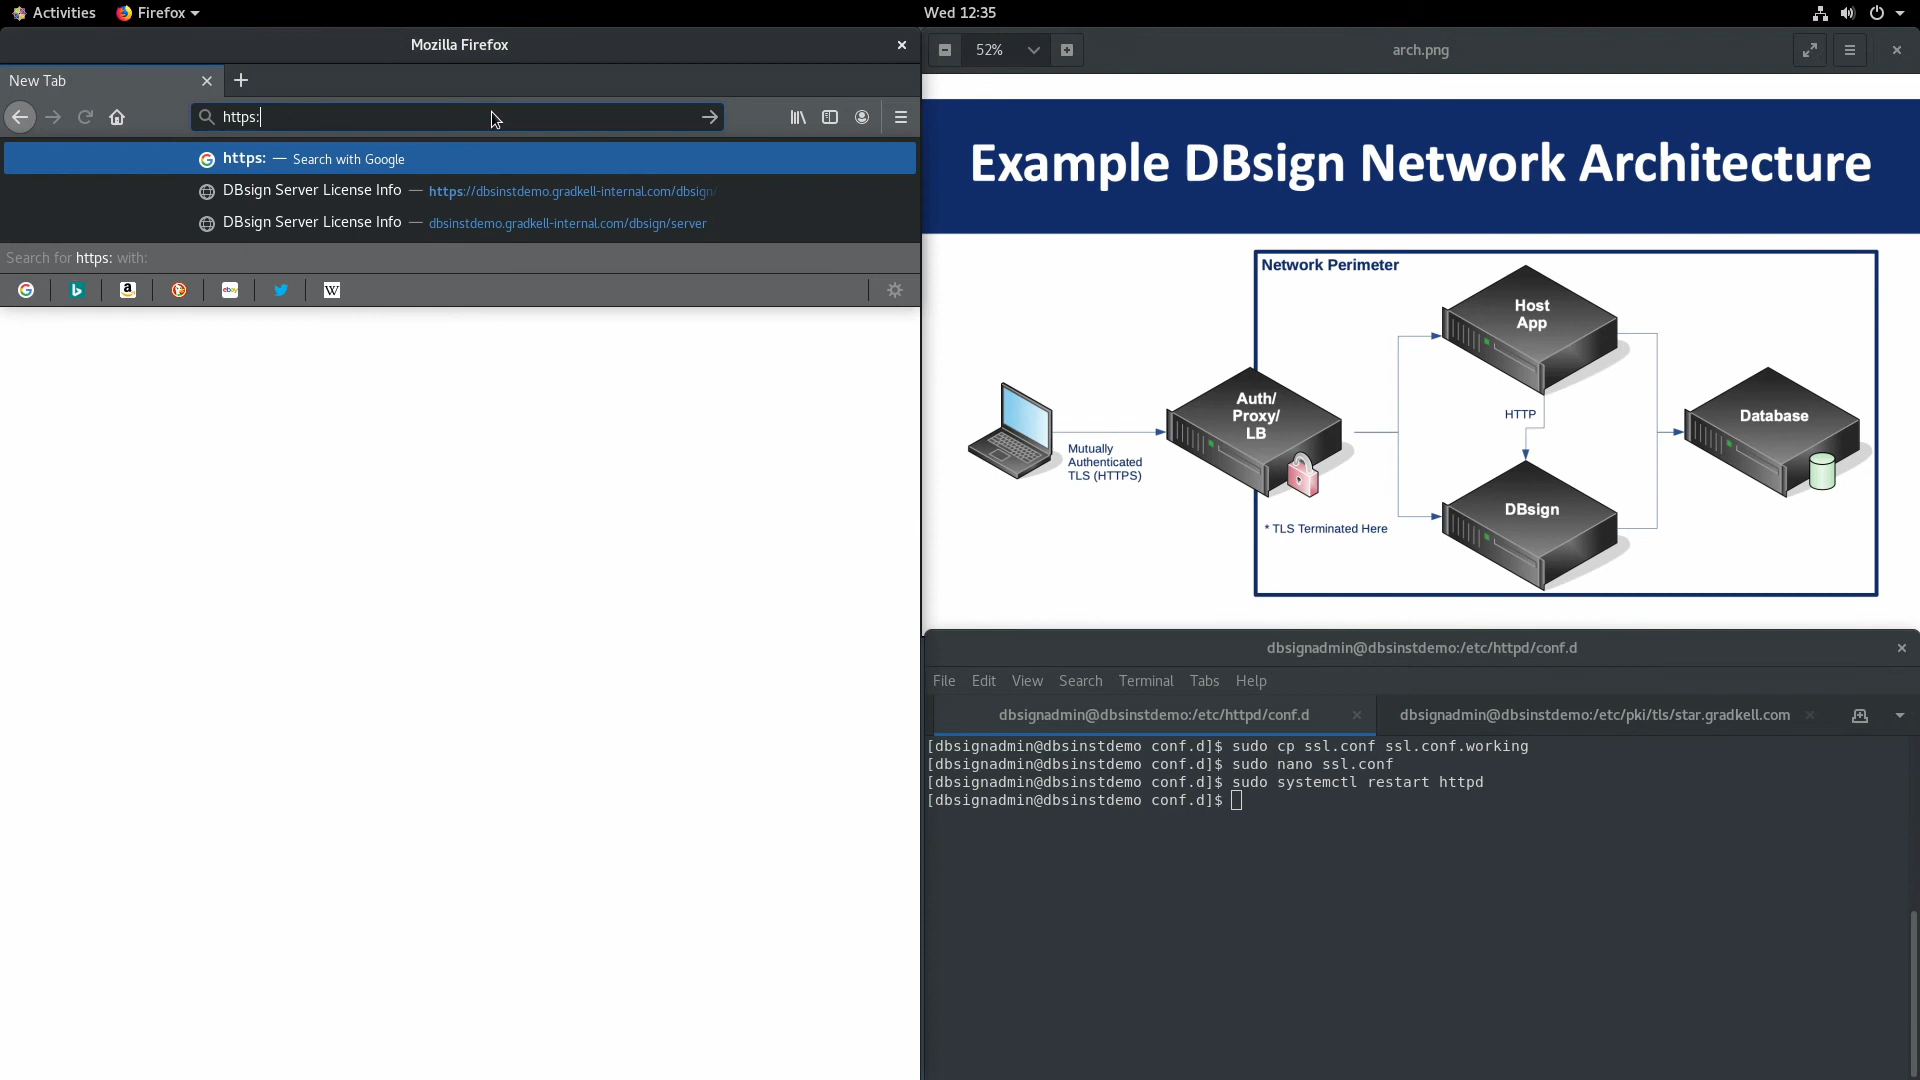 Activities
Firefox
Wed 12:35
Mozilla Firefox
New Tab
https:
https: — Search with Google
DBsign Server License Info — https://dbsinstdemo.gradkell-internal.com/dbsign/
DBsign Server License Info — dbsinstdemo.gradkell-internal.com/dbsign/server
Search for https: with:
ebay
W
52%
arch.png
Example DBsign Network Architecture
Network Perimeter
Host
App
Auth/
Proxy/
LB
HTTP
Database
Mutually
Authenticated
TLS (HTTPS)
DBsign
* TLS Terminated Here
dbsignadmin@dbsinstdemo:/etc/httpd/conf.d
File Edit View Search Terminal Tabs Help
dbsignadmin@dbsinstdemo:/etc/httpd/conf.d
dbsignadmin@dbsinstdemo:/etc/pki/tls/star.gradkell.com
[dbsignadmin@dbsinstdemo conf.d]$ sudo cp ssl.conf ssl.conf.working
[dbsignadmin@dbsinstdemo conf.d]$ sudo nano ssl.conf
[dbsignadmin@dbsinstdemo conf.d]$ sudo systemctl restart httpd
[dbsignadmin@dbsinstdemo conf.d]$